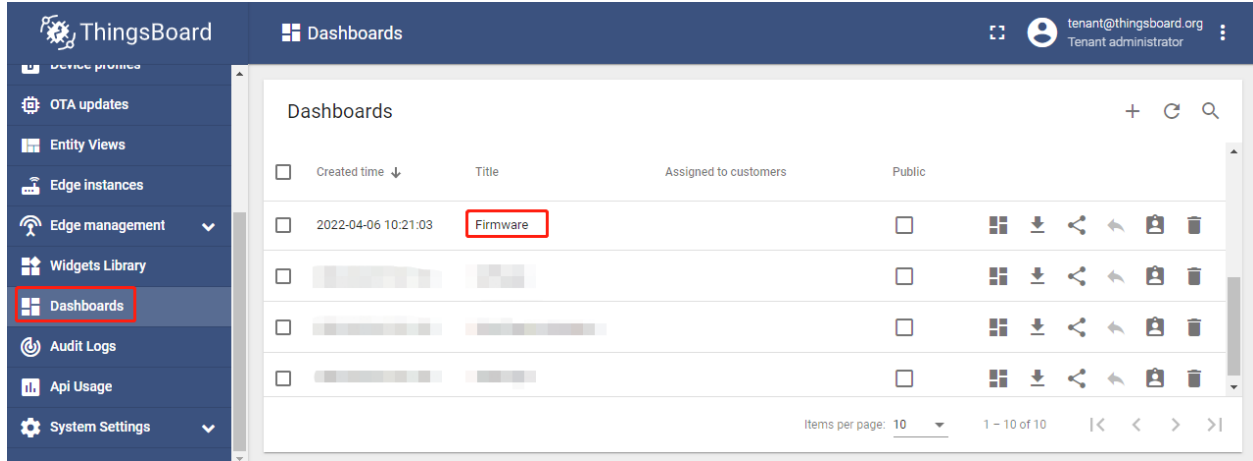 ThingsBoard
Dashboards
tenant@thingsboard.org
Tenant administrator
Device profiles
OTA updates
Entity Views
Edge instances
Edge management
Widgets Library
Dashboards
Audit Logs
Api Usage
System Settings
Dashboards
Created time Title Assigned to customers Public
2022-04-06 10:21:03 Firmware
Items per page: 10 1 – 10 of 10